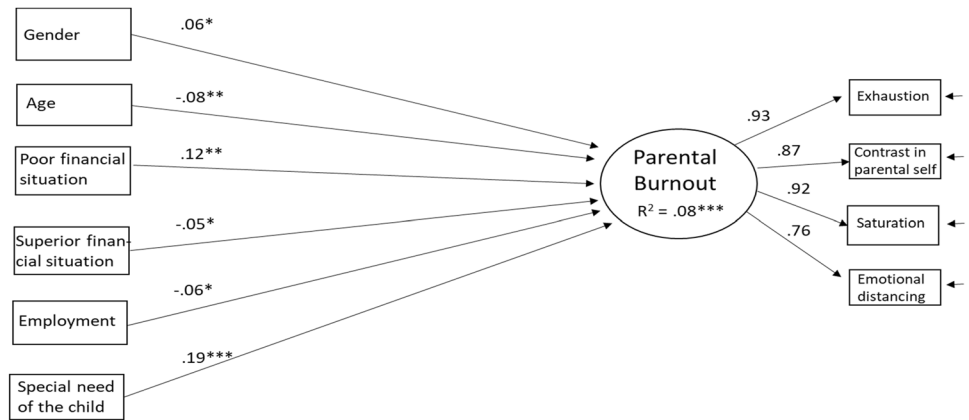 Gender
.06*
Age
-.08**
Poor financial
situation
.12**
Superior finan-
cial situation
-.05*
Employment
-.06*
Special need
of the child
.19***
Parental
Burnout
R² = .08***
.93
Exhaustion
.87
Contrast in
parental self
.92
Saturation
.76
Emotional
distancing